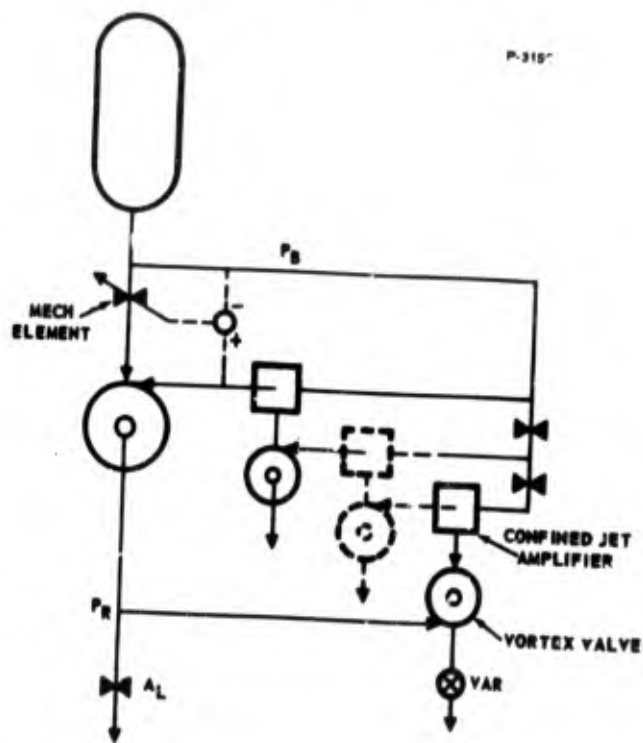 P-315
P_B
MECH
ELEMENT
-
+
CONFINED JET
AMPLIFIER
P_R
VORTEX VALVE
A_L
VAR